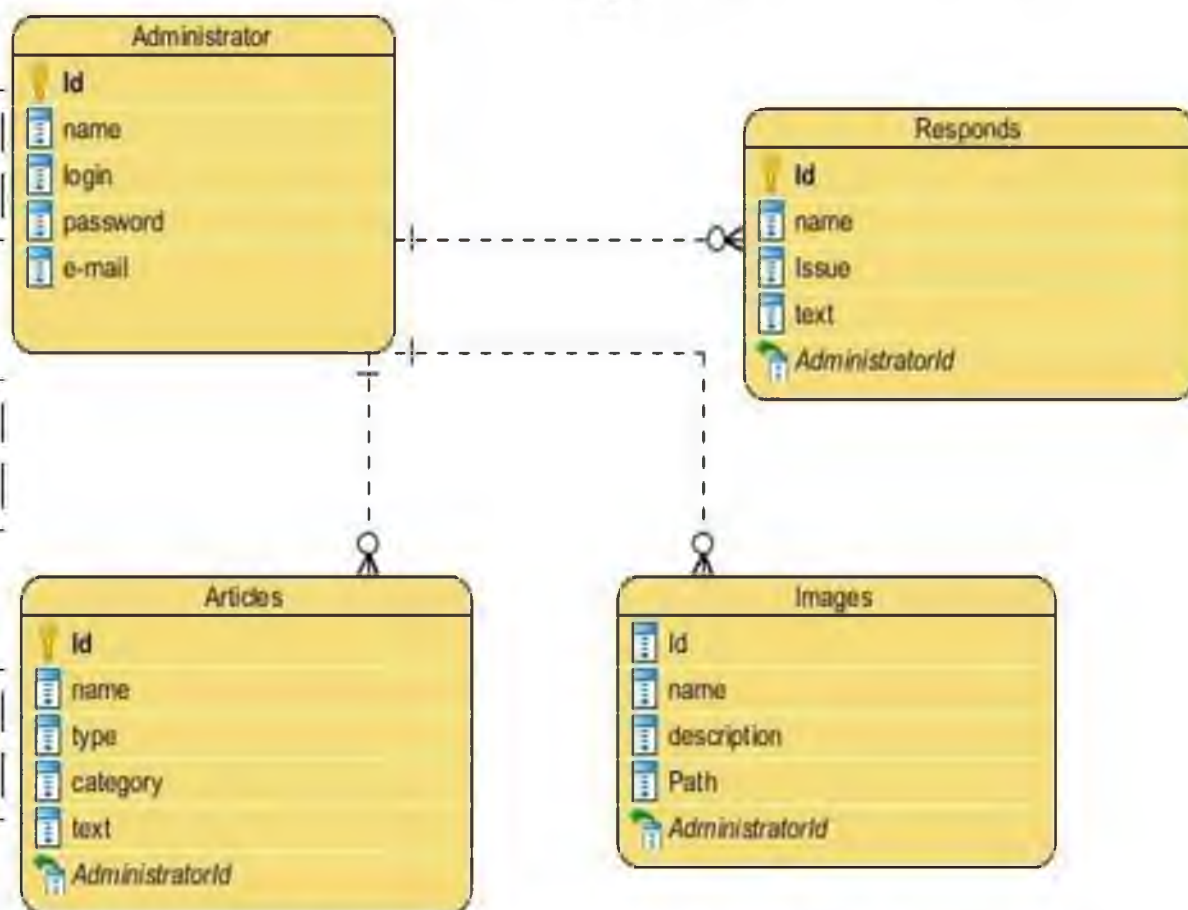 Administrator
Id
name
login
password
e-mail
Responds
Id
name
Issue
text
AdministratorId
Articles
Id
name
type
category
text
AdministratorId
Images
Id
name
description
Path
AdministratorId